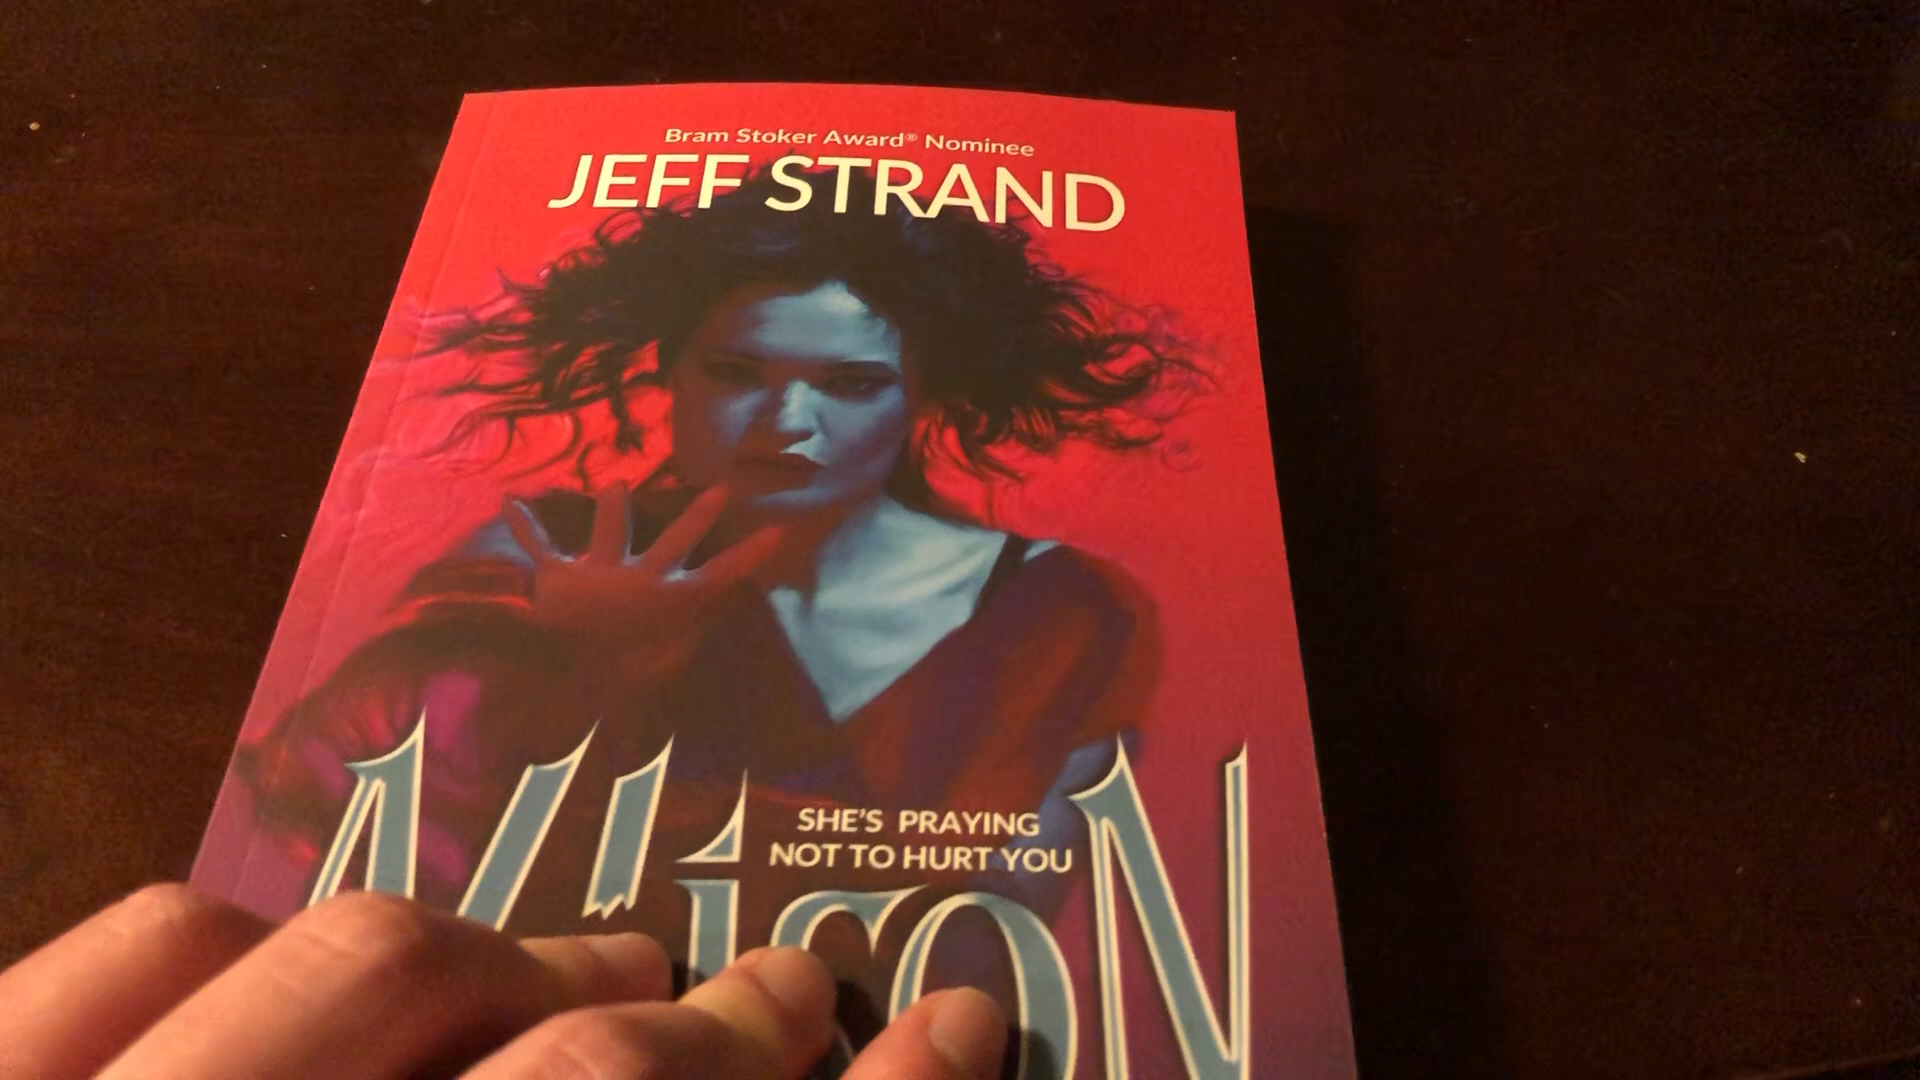 Bram Stoker Award® Nominee
JEFF STRAND
SHE'S PRAYING
NOT TO HURT YOU
AllisoN